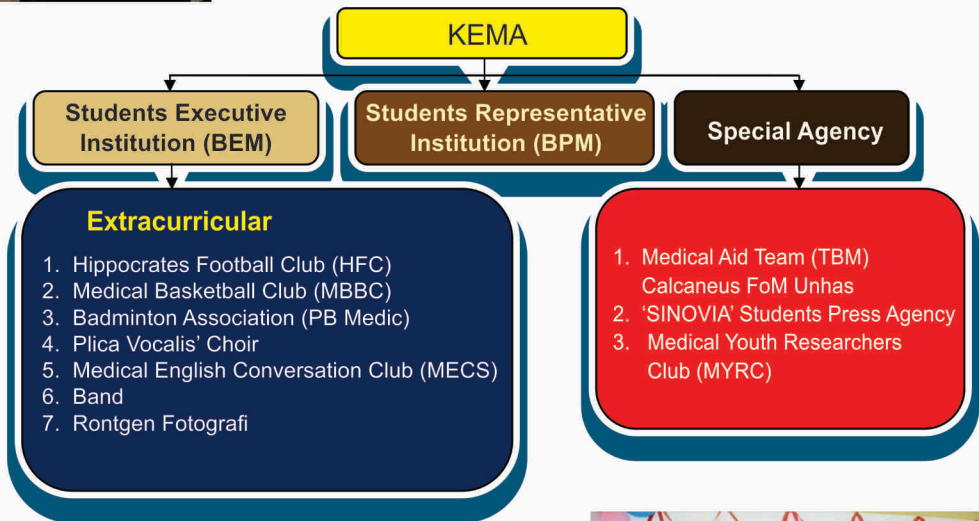 KEMA
Students Executive
Institution (BEM)
Students Representative
Institution (BPM)
Special Agency
Extracurricular
1. Hippocrates Football Club (HFC)
2. Medical Basketball Club (MBBC)
3. Badminton Association (PB Medic)
4. Plica Vocalis’ Choir
5. Medical English Conversation Club (MECS)
6. Band
7. Rontgen Fotografi
1. Medical Aid Team (TBM)
Calcaneus FoM Unhas
2. ‘SINOVIA’ Students Press Agency
3. Medical Youth Researchers
Club (MYRC)